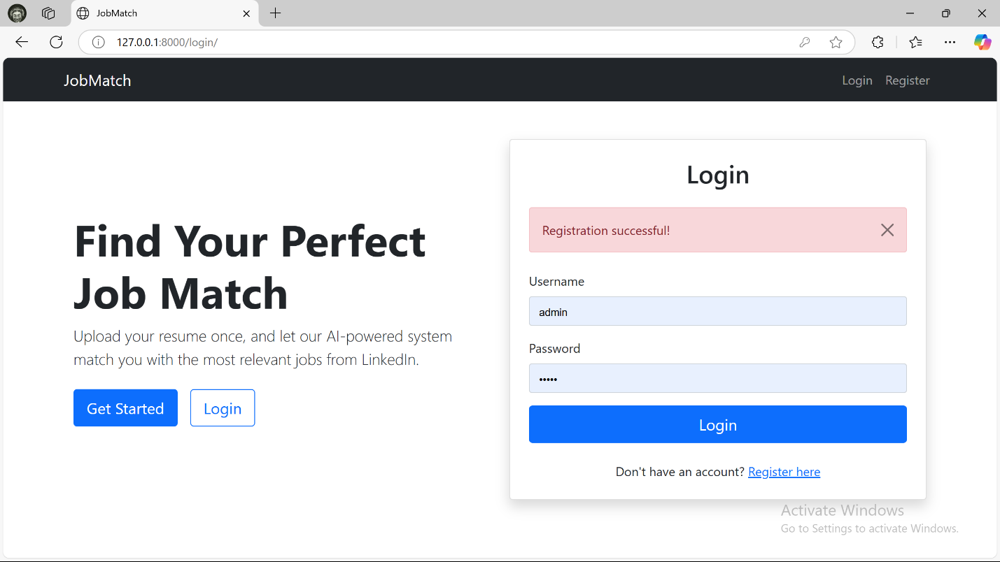 JobMatch
127.0.0.1:8000/login/
JobMatch
Login Register
Find Your Perfect
Job Match
Upload your resume once, and let our AI-powered system
match you with the most relevant jobs from LinkedIn.
Get Started Login
Login
Registration successful!
Username
admin
Password
•••••
Login
Don't have an account? Register here
Activate Windows
Go to Settings to activate Windows.